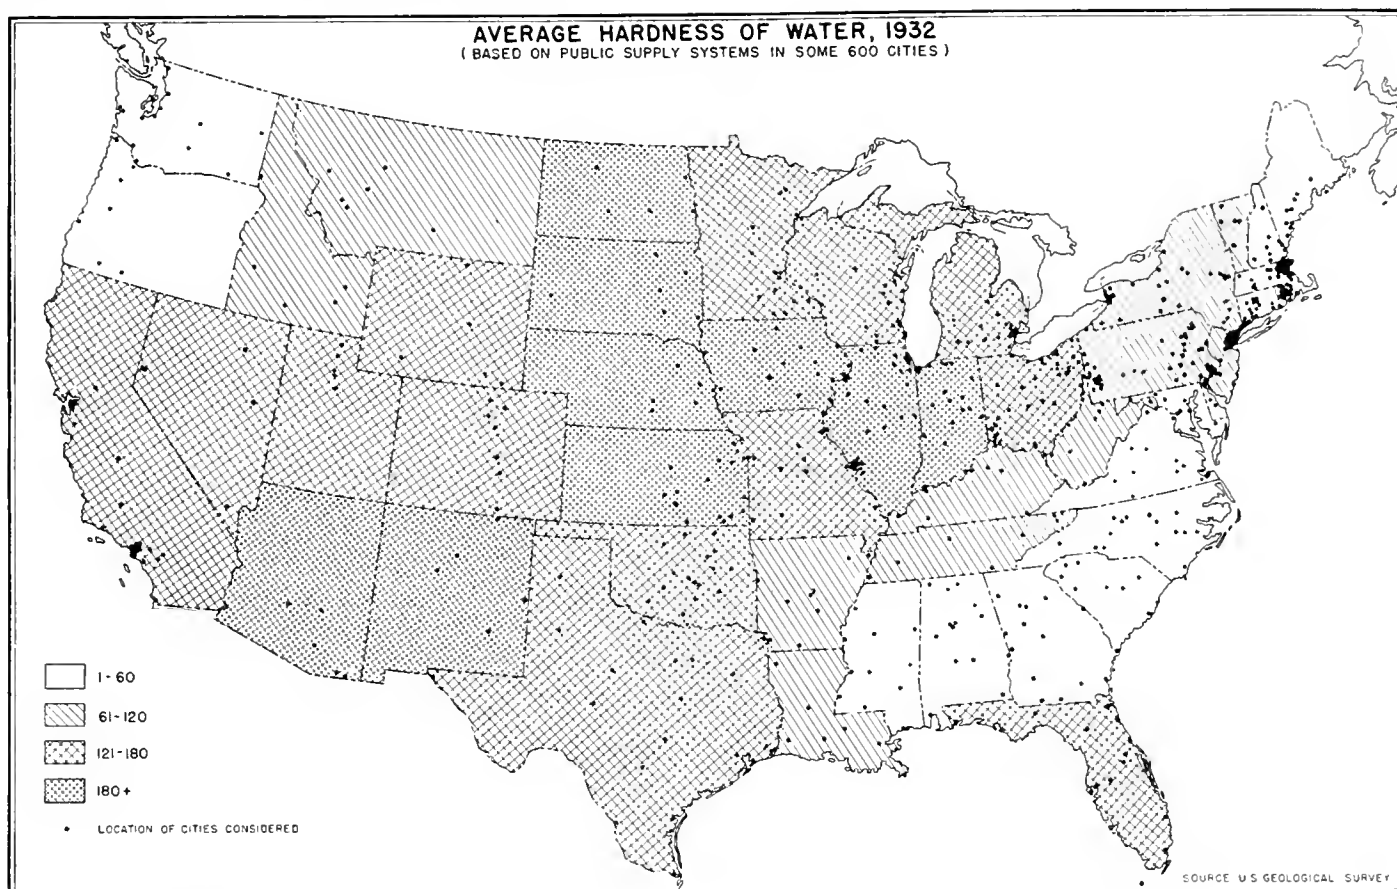 AVERAGE HARDNESS OF WATER, 1932
( BASED ON PUBLIC SUPPLY SYSTEMS IN SOME 600 CITIES )
1-60
61-120
121-180
180+
LOCATION OF CITIES CONSIDERED
SOURCE U S GEOLOGICAL SURVEY